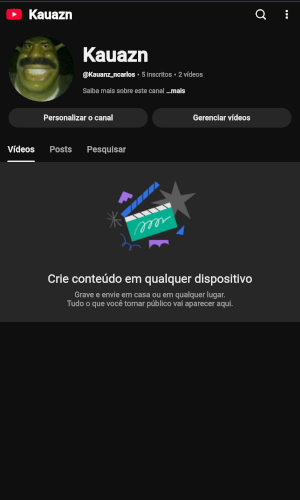 Kauazn
Kauazn
@Kauanz_ncarlos • 5 inscritos • 2 vídeos
Saiba mais sobre este canal ...mais
Personalizar o canal
Gerenciar vídeos
Vídeos
Posts
Pesquisar
Crie conteúdo em qualquer dispositivo
Grave e envie em casa ou em qualquer lugar.
Tudo o que você tornar público vai aparecer aqui.